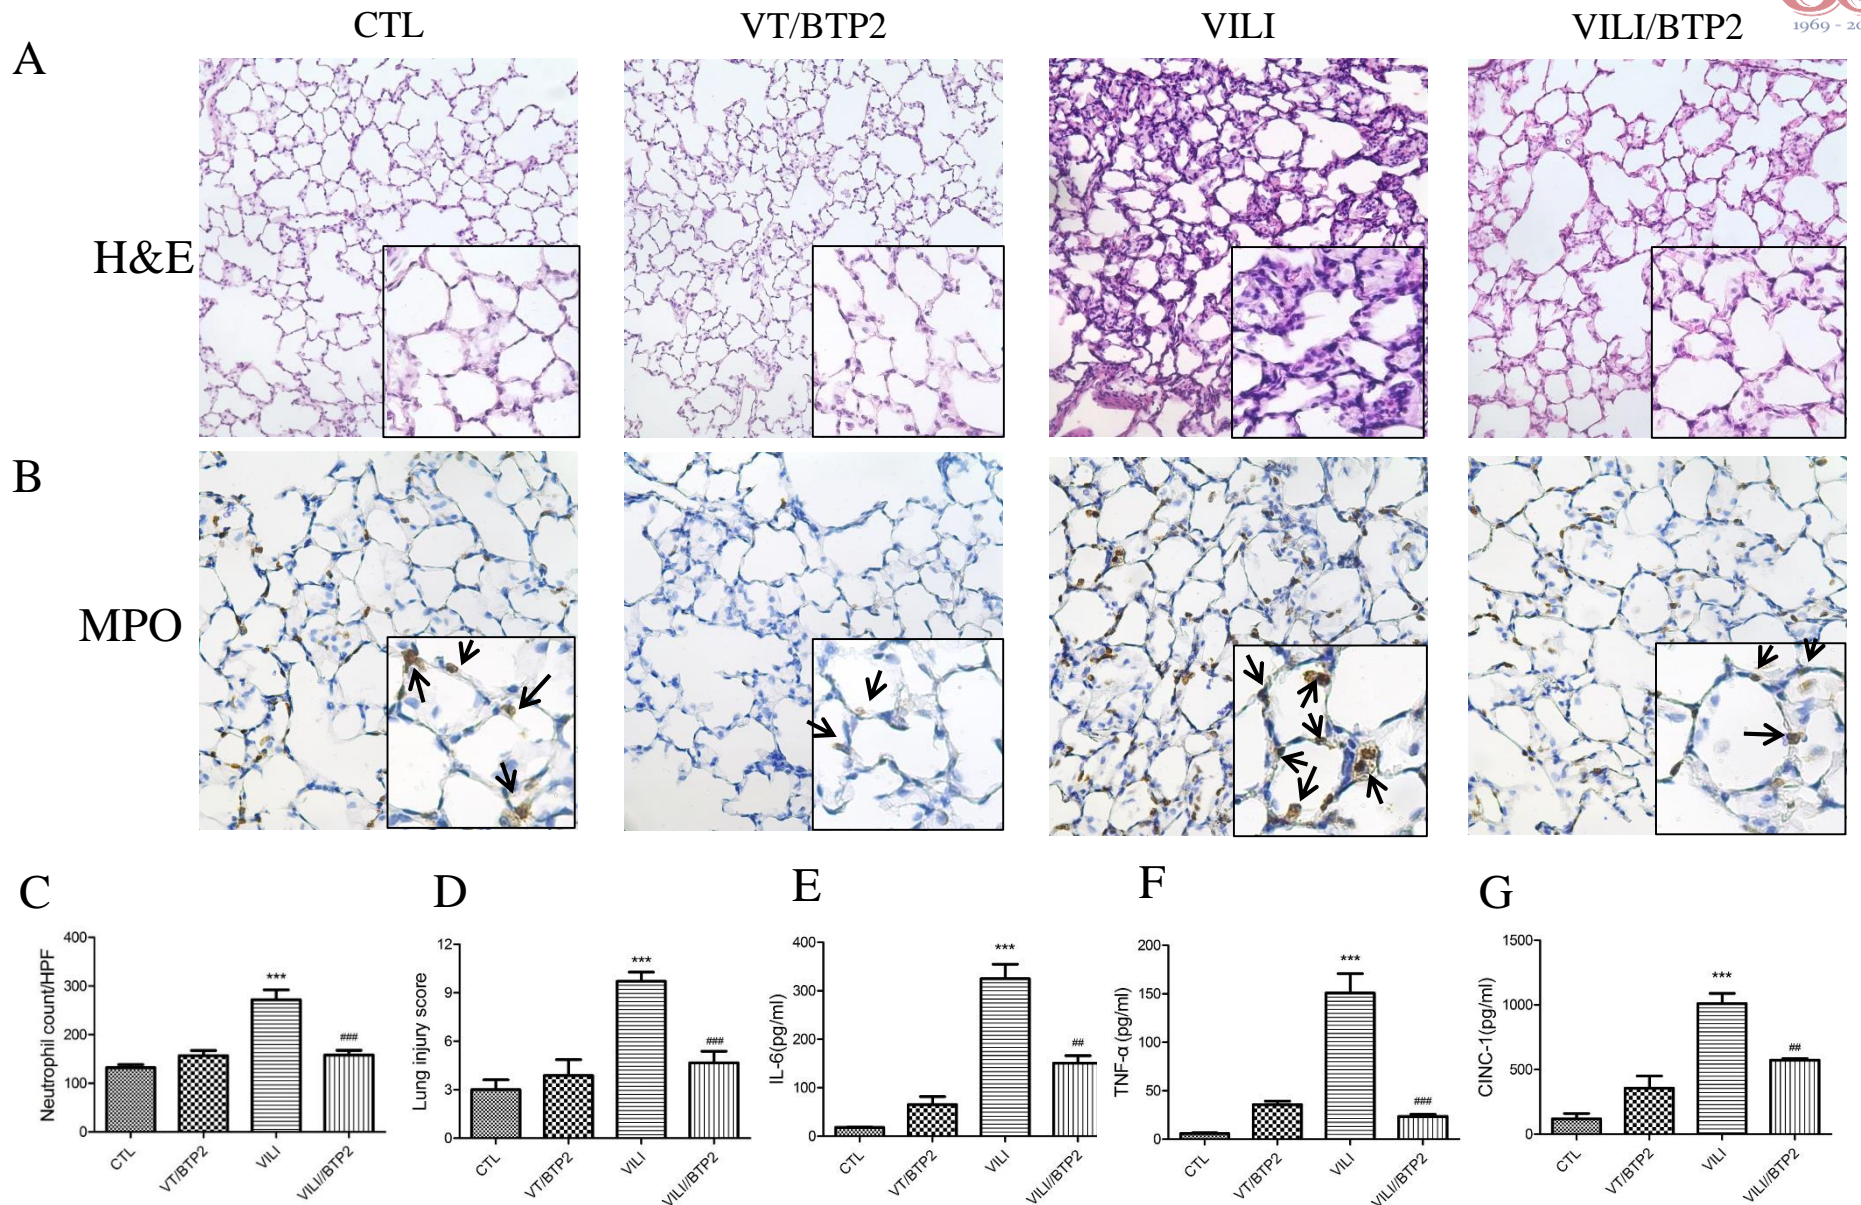 CTL VT/BTP2 VILI VILI/BTP2
1969 - 20
A
H&E
B
MPO
C D E F G
Neutrophil count/HPF
400
300
200
100
0
***
###
CTL VT/BTP2 VILI VILI//BTP2
Lung injury score
12
9
6
3
0
***
###
CTL VT/BTP2 VILI VILI//BTP2
IL-6(pg/ml)
400
300
200
100
0
***
##
CTL VT/BTP2 VILI VILI//BTP2
TNF-α (pg/ml)
200
150
100
50
0
***
###
CTL VT/BTP2 VILI VILI//BTP2
CINC-1(pg/ml)
1500
1000
500
0
***
##
CTL VT/BTP2 VILI VILI//BTP2